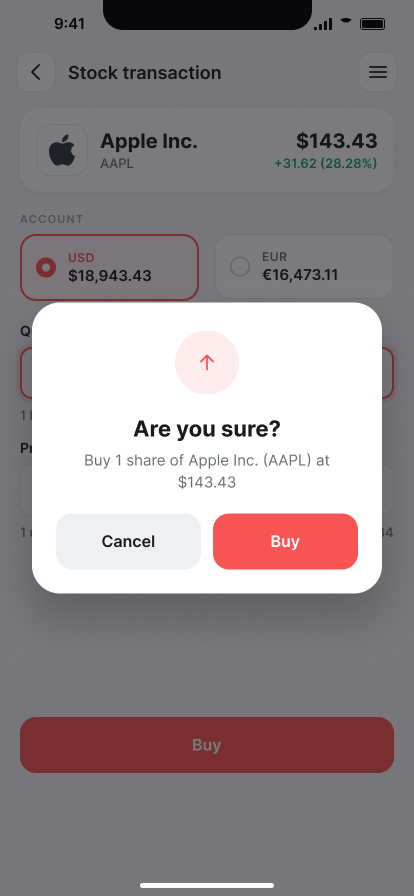 9:41
Stock transaction
Apple Inc.
$143.43
AAPL
+31.62 (28.28%)
ACCOUNT
USD
$18,943.43
EUR
€16,473.11
Are you sure?
Buy 1 share of Apple Inc. (AAPL) at
$143.43
Cancel
Buy
Buy